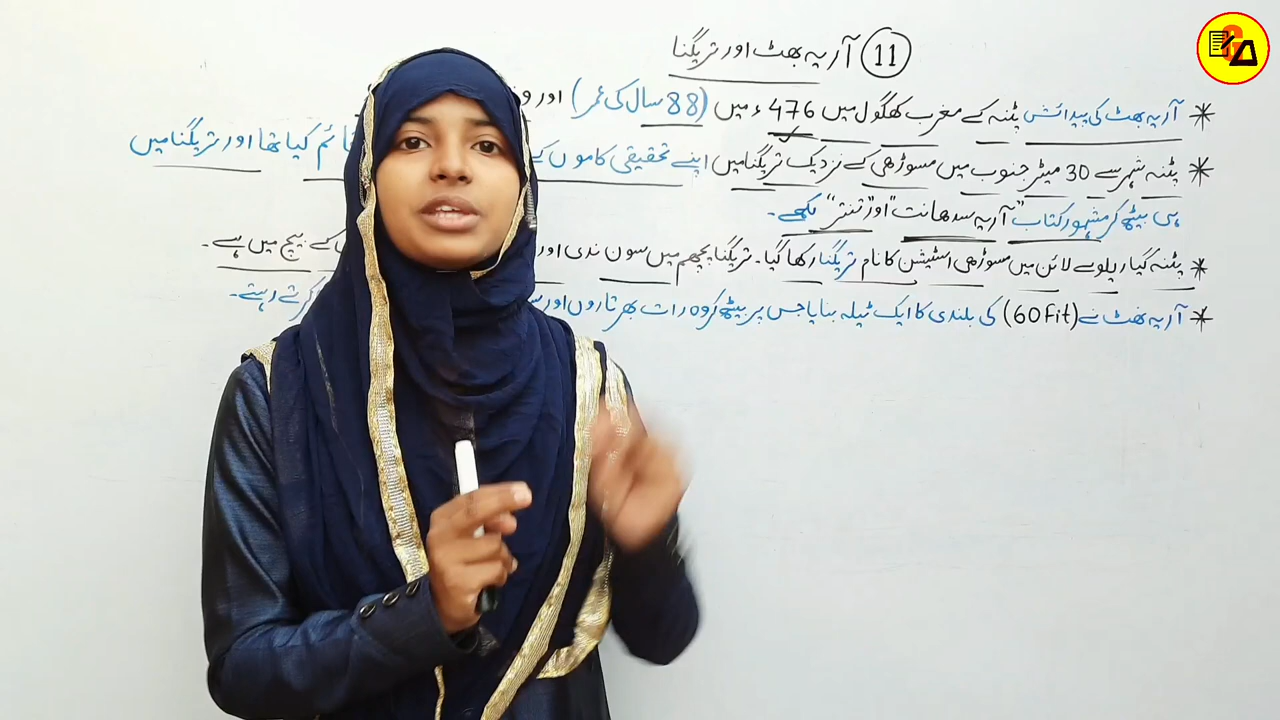 (11) آریہ بھٹ اور تریگنا
* آریہ بھٹ کی پیدائش پٹنہ کے مغرب کھگول میں 476ء میں (88 سال کی عمر) اور
* پٹنہ شہر سے 30 میٹر جنوب میں مسوڑھی کے نزدیک تریگنا میں اپنے تحقیقی کاموں کے قائم کیا تھا اور تریگنا میں
ہی بیٹھ کر مشہور کتاب "آریہ سدھانت" اور "تنتر" لکھے۔
* پٹنہ گیا ریلوے لائن میں مسوڑھی اسٹیشن کا نام تریگنا رکھا گیا۔ تریگنا پچھم میں سون ندی اور کے بیچ میں ہے۔
* آریہ بھٹ نے (60 Fit) کی بلندی کا ایک ٹیلہ بنایا جس پر بیٹھ کر وہ رات بھر تاروں اور کرتے رہتے۔